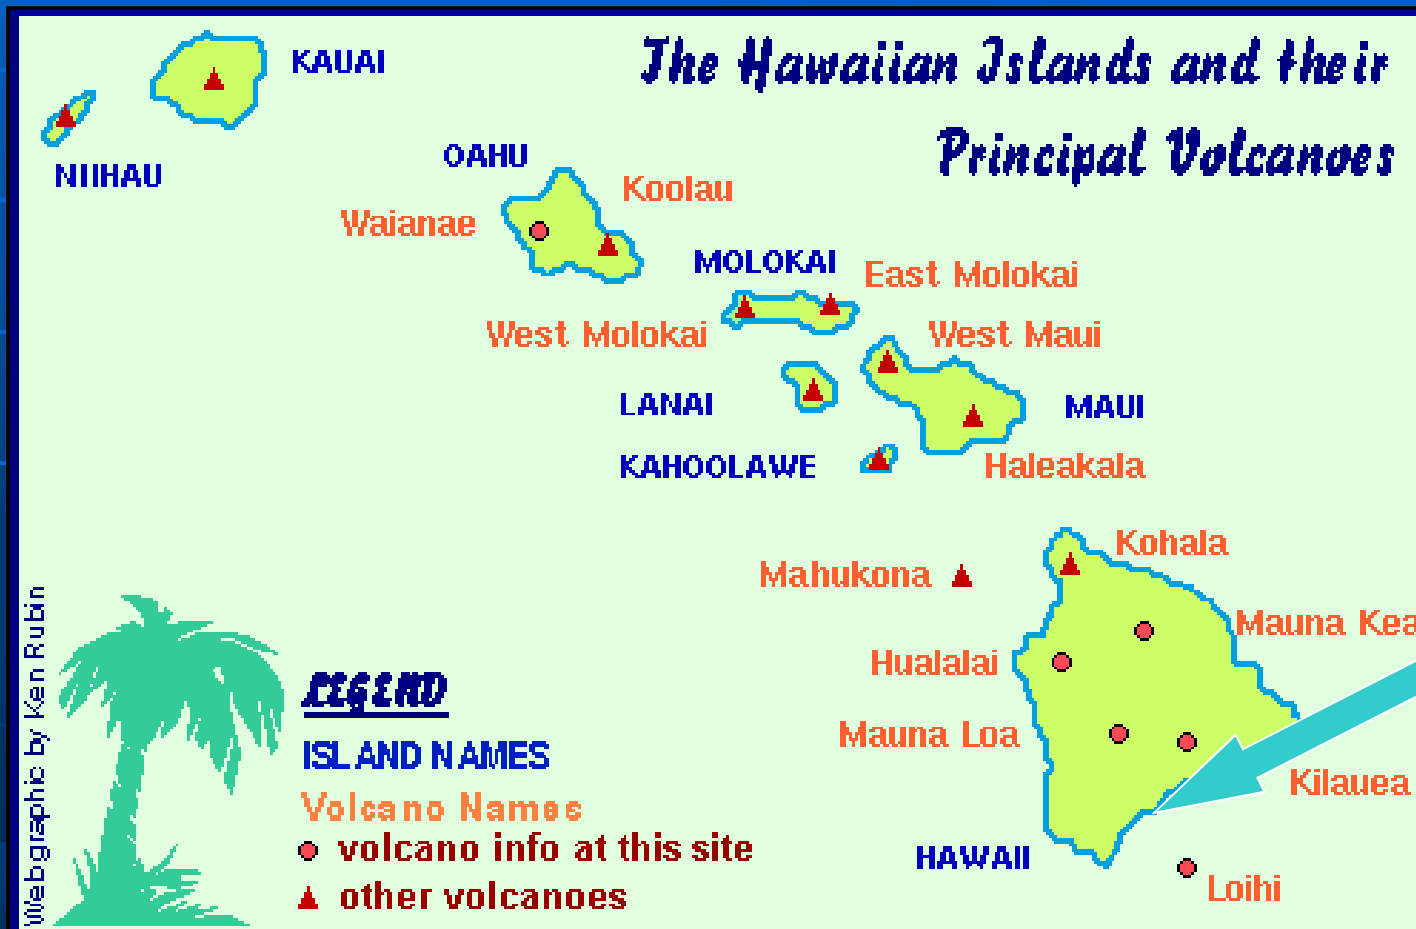 The Hawaiian Islands and their
Principal Volcanoes
KAUAI
NIIHAU
OAHU
Koolau
Waianae
MOLOKAI
East Molokai
West Molokai
West Maui
LANAI
MAUI
KAHOOLAWE
Haleakala
Kohala
Mahukona
Mauna Kea
Hualalai
Mauna Loa
Kilauea
HAWAII
Loihi
LEGEND
ISLAND NAMES
Volcano Names
volcano info at this site
other volcanoes
Webgraphic by Ken Rubin